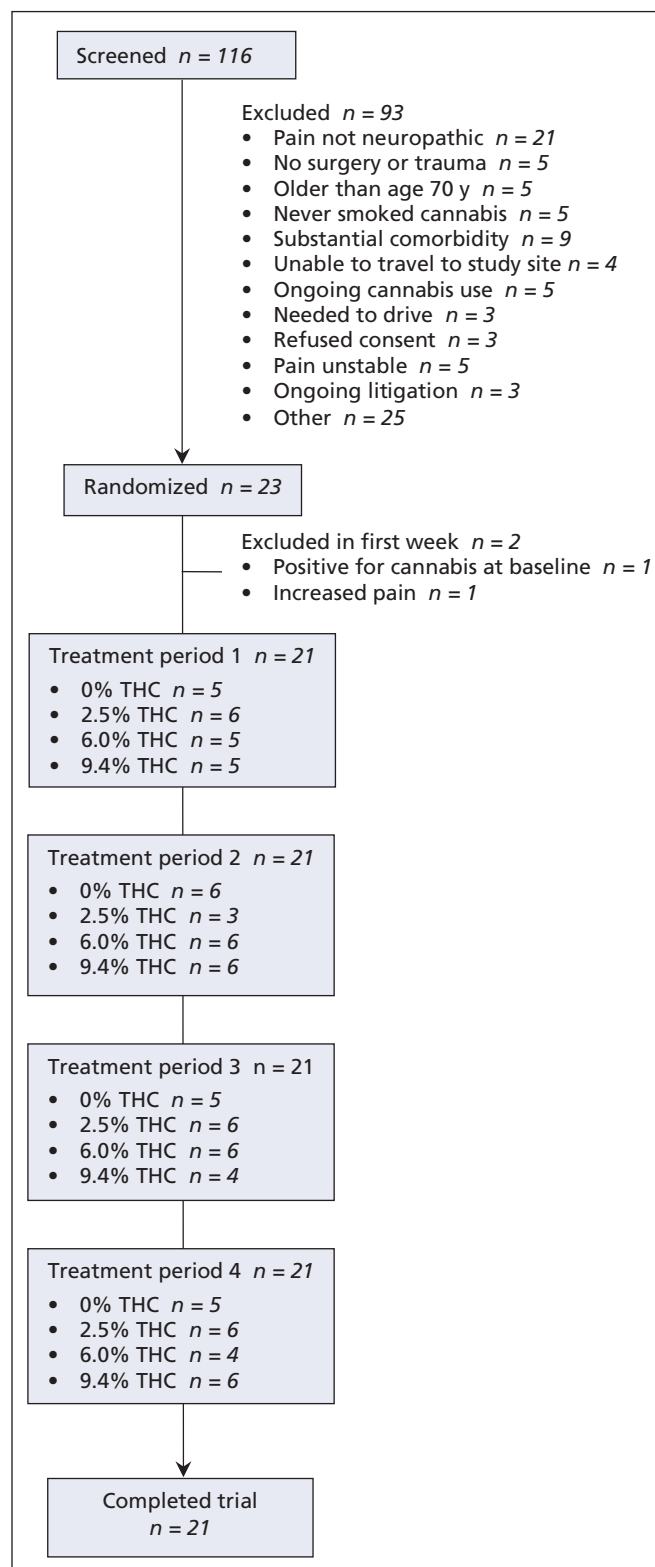 Screened n = 116
Excluded n = 93
• Pain not neuropathic n = 21
• No surgery or trauma n = 5
• Older than age 70 y n = 5
• Never smoked cannabis n = 5
• Substantial comorbidity n = 9
• Unable to travel to study site n = 4
• Ongoing cannabis use n = 5
• Needed to drive n = 3
• Refused consent n = 3
• Pain unstable n = 5
• Ongoing litigation n = 3
• Other n = 25
Randomized n = 23
Excluded in first week n = 2
• Positive for cannabis at baseline n = 1
• Increased pain n = 1
Treatment period 1 n = 21
• 0% THC n = 5
• 2.5% THC n = 6
• 6.0% THC n = 5
• 9.4% THC n = 5
Treatment period 2 n = 21
• 0% THC n = 6
• 2.5% THC n = 3
• 6.0% THC n = 6
• 9.4% THC n = 6
Treatment period 3 n = 21
• 0% THC n = 5
• 2.5% THC n = 6
• 6.0% THC n = 6
• 9.4% THC n = 4
Treatment period 4 n = 21
• 0% THC n = 5
• 2.5% THC n = 6
• 6.0% THC n = 4
• 9.4% THC n = 6
Completed trial
n = 21